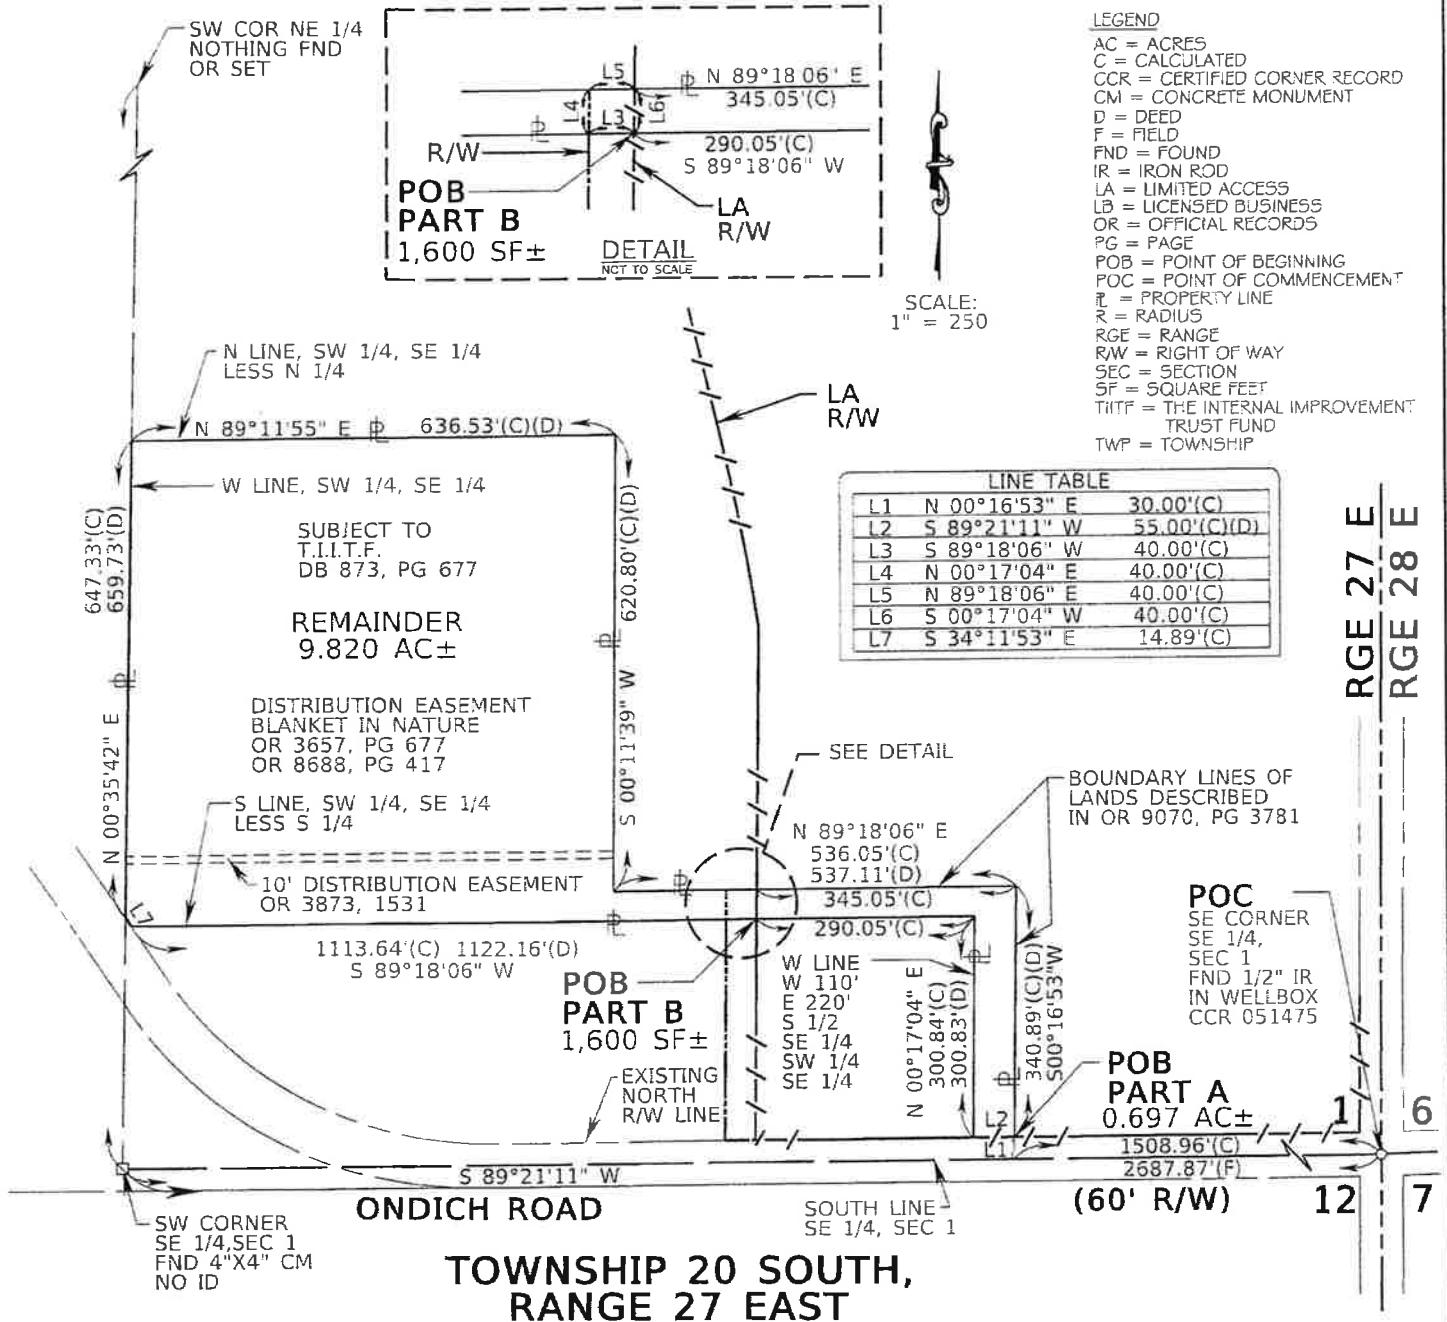 SW COR NE 1/4
NOTHING FND
OR SET
L5
N 89°18'06" E
345.05'(C)
L4
L6
L3
R/W
290.05'(C)
S 89°18'06" W
POB
PART B
1,600 SF±
LA
R/W
DETAIL
NOT TO SCALE
SCALE:
1" = 250
LEGEND
AC = ACRES
C = CALCULATED
CCR = CERTIFIED CORNER RECORD
CM = CONCRETE MONUMENT
D = DEED
F = FIELD
FND = FOUND
IR = IRON ROD
LA = LIMITED ACCESS
LB = LICENSED BUSINESS
OR = OFFICIAL RECORDS
PG = PAGE
POB = POINT OF BEGINNING
POC = POINT OF COMMENCEMENT
PL = PROPERTY LINE
R = RADIUS
RGE = RANGE
R/W = RIGHT OF WAY
SEC = SECTION
SF = SQUARE FEET
TIITF = THE INTERNAL IMPROVEMENT
TRUST FUND
TWP = TOWNSHIP
N LINE, SW 1/4, SE 1/4
LESS N 1/4
N 89°11'55" E PL 636.53'(C)(D)
LA
R/W
W LINE, SW 1/4, SE 1/4
647.33'(C)
659.73'(D)
SUBJECT TO
T.I.I.T.F.
DB 873, PG 677
620.80'(C)(D)
REMAINDER
9.820 AC±
LINE TABLE
L1 N 00°16'53" E 30.00'(C)
L2 S 89°21'11" W 55.00'(C)(D)
L3 S 89°18'06" W 40.00'(C)
L4 N 00°17'04" E 40.00'(C)
L5 N 89°18'06" E 40.00'(C)
L6 S 00°17'04" W 40.00'(C)
L7 S 34°11'53" E 14.89'(C)
RGE 27 E
RGE 28 E
DISTRIBUTION EASEMENT
BLANKET IN NATURE
OR 3657, PG 677
OR 8688, PG 417
N 00°35'42" E
S 00°11'39" W
SEE DETAIL
S LINE, SW 1/4, SE 1/4
LESS S 1/4
BOUNDARY LINES OF
LANDS DESCRIBED
IN OR 9070, PG 3781
N 89°18'06" E
536.05'(C)
537.11'(D)
345.05'(C)
290.05'(C)
10' DISTRIBUTION EASEMENT
OR 3873, 1531
L7
1113.64'(C) 1122.16'(D)
S 89°18'06" W
POB
PART B
1,600 SF±
W LINE
W 110'
E 220'
S 1/2
SE 1/4
SW 1/4
SE 1/4
N 00°17'04" E
300.84'(C)
300.83'(D)
340.89'(C)(D)
S00°16'53"W
POC
SE CORNER
SE 1/4,
SEC 1
FND 1/2" IR
IN WELLBOX
CCR 051475
EXISTING
NORTH
R/W LINE
POB
PART A
0.697 AC±
L2
L1
1
6
1508.96'(C)
2687.87'(F)
S 89°21'11" W
ONDICH ROAD
(60' R/W)
12
7
SOUTH LINE
SE 1/4, SEC 1
SW CORNER
SE 1/4,SEC 1
FND 4"X4" CM
NO ID
TOWNSHIP 20 SOUTH,
RANGE 27 EAST